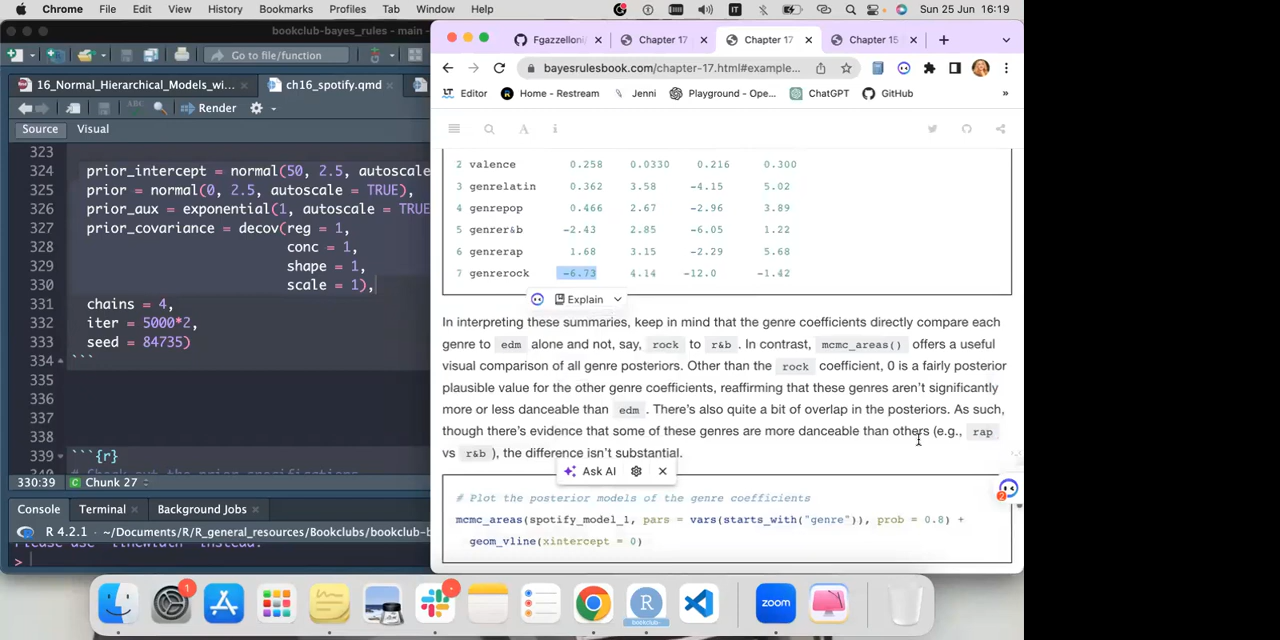 Chrome File Edit View History Bookmarks Profiles Tab Window Help IT Sun 25 Jun 16:19
bookclub-bayes_rules - main -
Go to file/function
16_Normal_Hierarchical_Models_wi... ch16_spotify.qmd
Render
Source Visual
323
324 prior_intercept = normal(50, 2.5, autoscale
325 prior = normal(0, 2.5, autoscale = TRUE),
326 prior_aux = exponential(1, autoscale = TRUE
327 prior_covariance = decov(reg = 1,
328 conc = 1,
329 shape = 1,
330 scale = 1),
331 chains = 4,
332 iter = 5000*2,
333 seed = 84735)
334 ```
335
336
337
338
339 ```{r}
340 # Check out the prior specifications
330:39 C Chunk 27
Console Terminal Background Jobs
R 4.2.1 · ~/Documents/R/R_general_resources/Bookclubs/bookclub-b
Please use `linewidth` instead.
>
Fgazzelloni/ Chapter 17 Chapter 17 Chapter 15
bayesrulesbook.com/chapter-17.html#example...
LT Editor Home - Restream Jenni Playground - Ope... ChatGPT GitHub »
A i
2 valence 0.258 0.0330 0.216 0.300
3 genrelatin 0.362 3.58 -4.15 5.02
4 genrepop 0.466 2.67 -2.96 3.89
5 genrer&b -2.43 2.85 -6.05 1.22
6 genrerap 1.68 3.15 -2.29 5.68
7 genrerock -6.73 4.14 -12.0 -1.42
Explain
In interpreting these summaries, keep in mind that the genre coefficients directly compare each
genre to edm alone and not, say, rock to r&b. In contrast, mcmc_areas() offers a useful
visual comparison of all genre posteriors. Other than the rock coefficient, 0 is a fairly posterior
plausible value for the other genre coefficients, reaffirming that these genres aren't significantly
more or less danceable than edm. There's also quite a bit of overlap in the posteriors. As such,
though there's evidence that some of these genres are more danceable than others (e.g., rap
vs r&b), the difference isn't substantial.
Ask AI
# Plot the posterior models of the genre coefficients
mcmc_areas(spotify_model_1, pars = vars(starts_with("genre")), prob = 0.8) +
geom_vline(xintercept = 0)
2
1
R
bookclub-
zoom